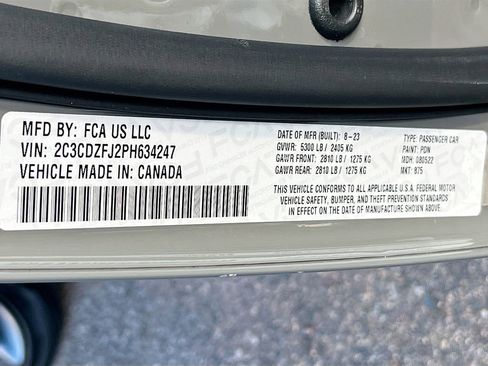 MFD BY: FCA US LLC
VIN: 2C3CDZFJ2PH634247
VEHICLE MADE IN: CANADA
DATE OF MFR (BUILT): 8-23
GVWR: 5300 LB / 2405 KG
GAWR FRONT: 2810 LB / 1275 KG
GAWR REAR: 2810 LB / 1275 KG
TYPE: PASSENGER CAR
PAINT: PDN
MDH: 080522
MKT: 875
THIS VEHICLE CONFORMS TO ALL APPLICABLE U.S.A. FEDERAL MOTOR
VEHICLE SAFETY, BUMPER, AND THEFT PREVENTION STANDARDS
IN EFFECT ON THE DATE OF MANUFACTURE SHOWN ABOVE.